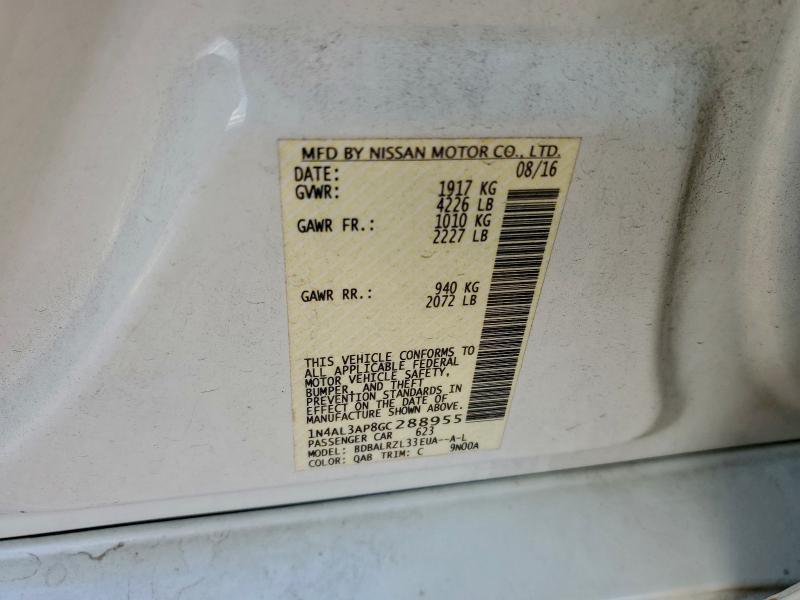 MFD BY NISSAN MOTOR CO., LTD.
DATE: 08/16
GVWR: 1917 KG
4226 LB
GAWR FR.: 1010 KG
2227 LB
GAWR RR.: 940 KG
2072 LB
THIS VEHICLE CONFORMS TO
ALL APPLICABLE FEDERAL
MOTOR VEHICLE SAFETY,
BUMPER, AND THEFT
PREVENTION STANDARDS IN
EFFECT ON THE DATE OF
MANUFACTURE SHOWN ABOVE.
1N4AL3AP8GC288955
PASSENGER CAR 623
MODEL: BDBALRZL33EUA--A-L
COLOR: QAB TRIM: C 9N00A